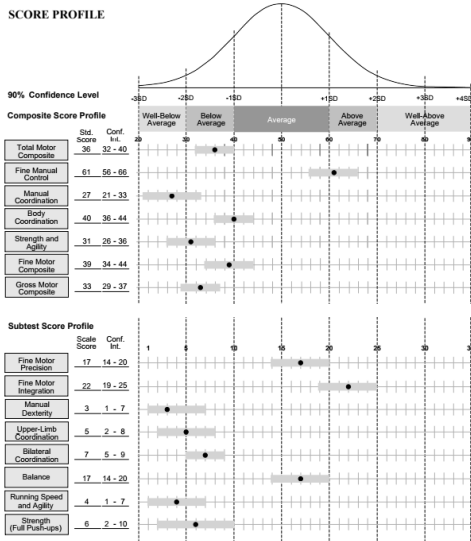 SCORE PROFILE
90% Confidence Level
-3SD -2SD -1SD +1SD +2SD +3SD +4SD
Composite Score Profile
Well-Below Average Below Average Average Above Average Well-Above Average
Std. Score Conf. Int.
20 30 40 50 60 70 80
Total Motor Composite 36 32 - 40
Fine Manual Control 61 56 - 66
Manual Coordination 27 21 - 33
Body Coordination 40 36 - 44
Strength and Agility 31 26 - 36
Fine Motor Composite 39 34 - 44
Gross Motor Composite 33 29 - 37
Subtest Score Profile
Scale Score Conf. Int.
1 5 10 15 20 25 30
Fine Motor Precision 17 14 - 20
Fine Motor Integration 22 19 - 25
Manual Dexterity 3 1 - 7
Upper-Limb Coordination 5 2 - 8
Bilateral Coordination 7 5 - 9
Balance 17 14 - 20
Running Speed and Agility 4 1 - 7
Strength (Full Push-ups) 6 2 - 10